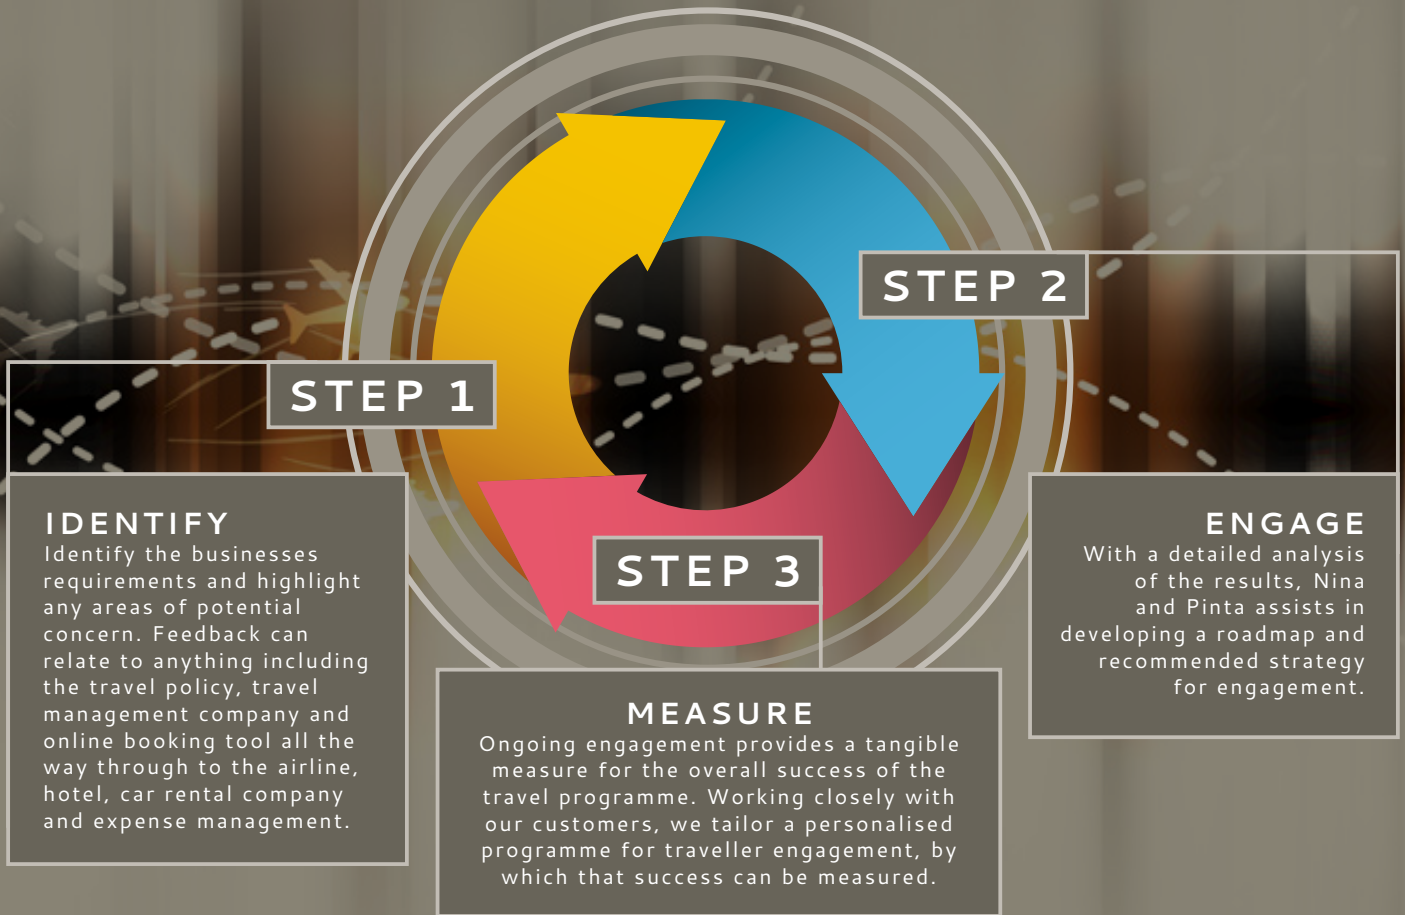 STEP 1
IDENTIFY
Identify the businesses
requirements and highlight
any areas of potential
concern. Feedback can
relate to anything including
the travel policy, travel
management company and
online booking tool all the
way through to the airline,
hotel, car rental company
and expense management.
STEP 2
ENGAGE
With a detailed analysis
of the results, Nina
and Pinta assists in
developing a roadmap and
recommended strategy
for engagement.
STEP 3
MEASURE
Ongoing engagement provides a tangible
measure for the overall success of the
travel programme. Working closely with
our customers, we tailor a personalised
programme for traveller engagement, by
which that success can be measured.